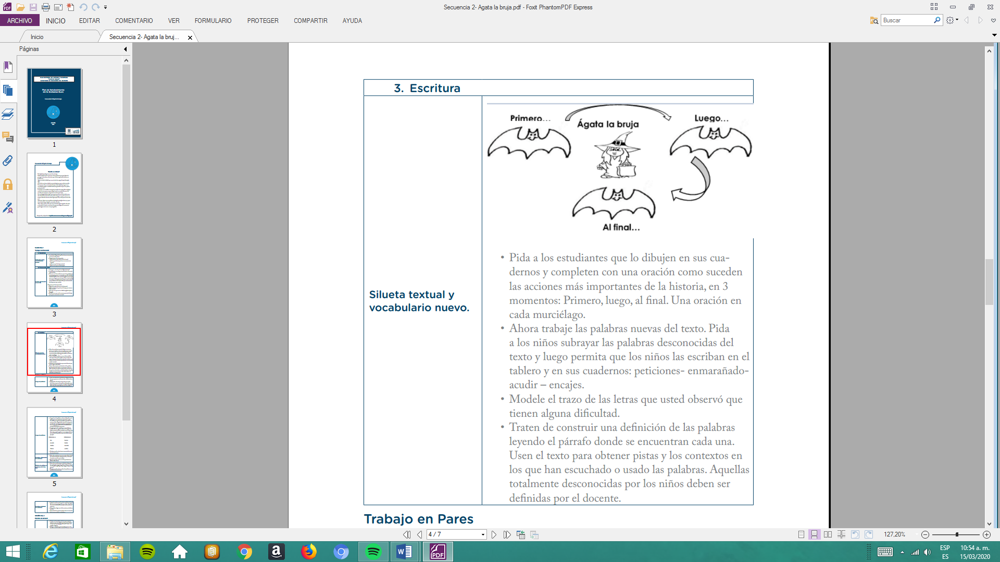 Secuencia 2- Agata la bruja.pdf - Foxit PhantomPDF Express
ARCHIVO INICIO EDITAR COMENTARIO VER FORMULARIO PROTEGER COMPARTIR AYUDA
Buscar
Inicio
Secuencia 2- Agata la bruj...
Páginas
1
2
3
4
5
3. Escritura
Primero...
Ágata la bruja
Luego...
Al final...
Silueta textual y
vocabulario nuevo.
• Pida a los estudiantes que lo dibujen en sus cua-
dernos y completen con una oración como suceden
las acciones más importantes de la historia, en 3
momentos: Primero, luego, al final. Una oración en
cada murciélago.
• Ahora trabaje las palabras nuevas del texto. Pida
a los niños subrayar las palabras desconocidas del
texto y luego permita que los niños las escriban en el
tablero y en sus cuadernos: peticiones- enmarañado-
acudir – encajes.
• Modele el trazo de las letras que usted observó que
tienen alguna dificultad.
• Traten de construir una definición de las palabras
leyendo el párrafo donde se encuentran cada una.
Usen el texto para obtener pistas y los contextos en
los que han escuchado o usado las palabras. Aquellas
totalmente desconocidas por los niños deben ser
definidas por el docente.
Trabajo en Pares
4 / 7
127,20%
ESP
ES
10:54 a. m.
15/03/2020